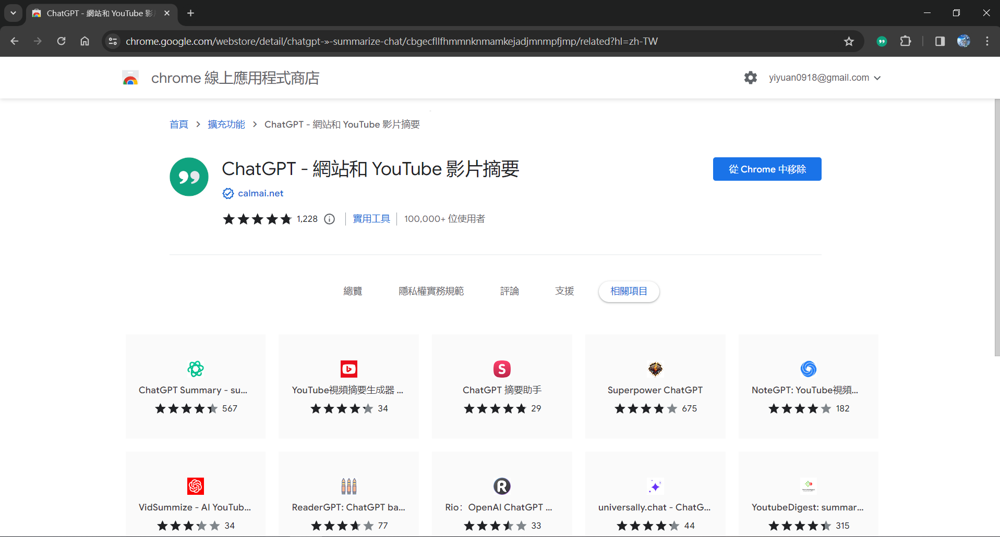 ChatGPT - 網站和 YouTube 影
chrome.google.com/webstore/detail/chatgpt-»-summarize-chat/cbgecfllfhmmnknmamkejadjmnmpfjmp/related?hl=zh-TW
chrome 線上應用程式商店
yiyuan0918@gmail.com
首頁 > 擴充功能 > ChatGPT - 網站和 YouTube 影片摘要
ChatGPT - 網站和 YouTube 影片摘要
從 Chrome 中移除
calmai.net
1,228 實用工具 100,000+ 位使用者
總覽 隱私權實務規範 評論 支援 相關項目
S
ChatGPT Summary - su...
567
YouTube視頻摘要生成器 ...
34
ChatGPT 摘要助手
29
Superpower ChatGPT
675
NoteGPT: YouTube視頻...
182
R
VidSummize - AI YouTub...
34
ReaderGPT: ChatGPT ba...
77
Rio：OpenAI ChatGPT ...
33
universally.chat - ChatG...
44
YoutubeDigest: summar...
315